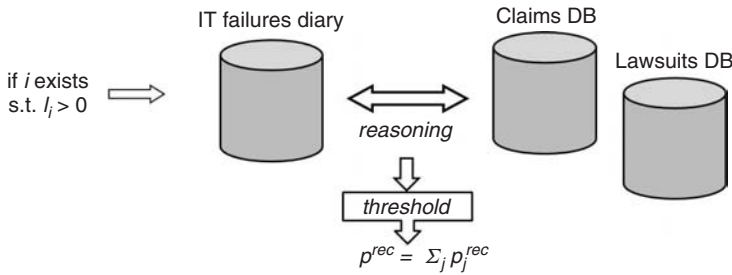 IT failures diary
Claims DB
Lawsuits DB
if i exists
s.t. l_i > 0
reasoning
threshold
p^{rec} = Σ_j p_j^{rec}